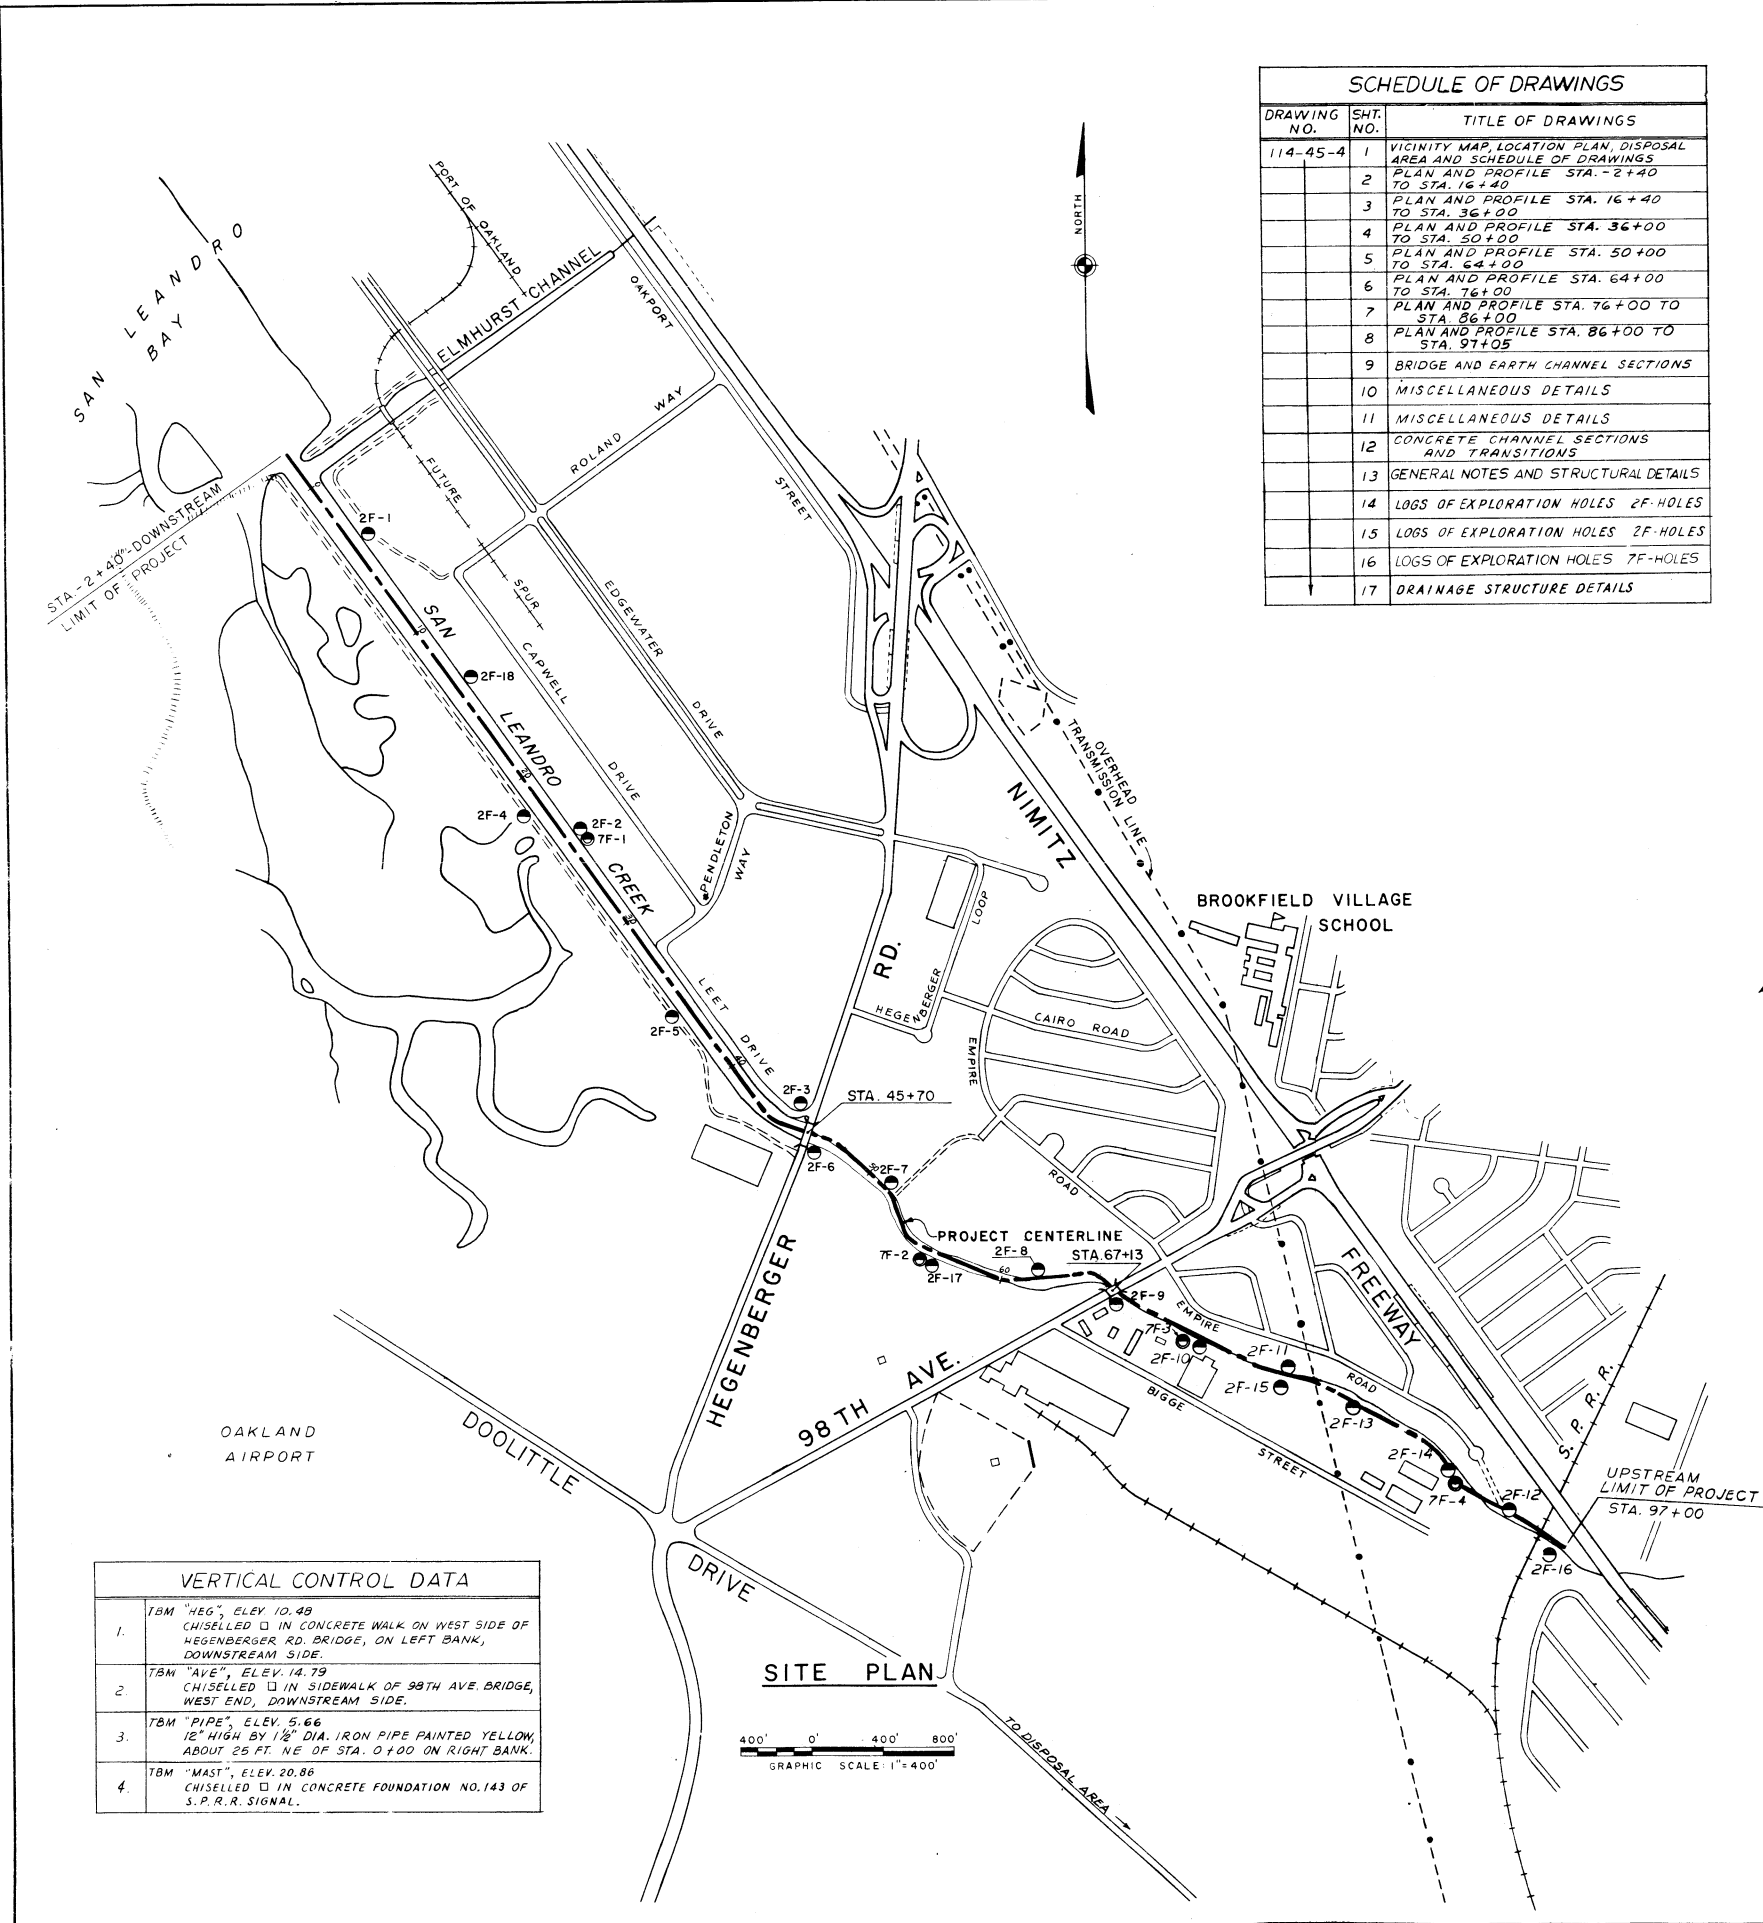 SCHEDULE OF DRAWINGS
DRAWING NO.
SHT. NO.
TITLE OF DRAWINGS
114-45-4
1
VICINITY MAP, LOCATION PLAN, DISPOSAL
AREA AND SCHEDULE OF DRAWINGS
2
PLAN AND PROFILE STA. -2+40
TO STA. 16+40
3
PLAN AND PROFILE STA. 16+40
TO STA. 36+00
4
PLAN AND PROFILE STA. 36+00
TO STA. 50+00
5
PLAN AND PROFILE STA. 50+00
TO STA. 64+00
6
PLAN AND PROFILE STA. 64+00
TO STA. 76+00
7
PLAN AND PROFILE STA. 76+00 TO
STA. 86+00
8
PLAN AND PROFILE STA. 86+00 TO
STA. 97+05
9
BRIDGE AND EARTH CHANNEL SECTIONS
10
MISCELLANEOUS DETAILS
11
MISCELLANEOUS DETAILS
12
CONCRETE CHANNEL SECTIONS
AND TRANSITIONS
13
GENERAL NOTES AND STRUCTURAL DETAILS
14
LOGS OF EXPLORATION HOLES 2F-HOLES
15
LOGS OF EXPLORATION HOLES 2F-HOLES
16
LOGS OF EXPLORATION HOLES 7F-HOLES
17
DRAINAGE STRUCTURE DETAILS
NORTH
SAN LEANDRO
BAY
PORT OF OAKLAND
ELMHURST CHANNEL
OAKPORT
STREET
ROLAND WAY
FUTURE
SPUR
STA. -2+40-DOWNSTREAM
LIMIT OF PROJECT
0
2F-1
10
SAN
LEANDRO
CREEK
2F-18
EDGEWATER
DRIVE
CAPWELL
DRIVE
20
2F-4
2F-2
7F-1
PENDLETON
WAY
30
NIMITZ
OVERHEAD
TRANSMISSION LINE
BROOKFIELD VILLAGE
SCHOOL
RD.
LOOP
HEGENBERGER
LEET
DRIVE
2F-5
40
CAIRO ROAD
EMPIRE
ROAD
2F-3
STA. 45+70
2F-6
50
2F-7
PROJECT CENTERLINE
7F-2
2F-17
2F-8
60
STA.67+13
2F-9
HEGENBERGER
98TH AVE.
7F-3
2F-10
EMPIRE
ROAD
2F-11
2F-15
2F-13
BIGGE
STREET
2F-14
7F-4
2F-12
2F-16
FREEWAY
S. P. R. R.
UPSTREAM
LIMIT OF PROJECT
STA. 97+00
OAKLAND
AIRPORT
DOOLITTLE
DRIVE
VERTICAL CONTROL DATA
1.
TBM "HEG", ELEV. 10.48
CHISELLED □ IN CONCRETE WALK ON WEST SIDE OF
HEGENBERGER RD. BRIDGE, ON LEFT BANK,
DOWNSTREAM SIDE.
2.
TBM "AVE", ELEV. 14.79
CHISELLED □ IN SIDEWALK OF 98TH AVE. BRIDGE,
WEST END, DOWNSTREAM SIDE.
3.
TBM "PIPE", ELEV. 5.66
12" HIGH BY 1½" DIA. IRON PIPE PAINTED YELLOW,
ABOUT 25 FT. NE OF STA. 0+00 ON RIGHT BANK.
4.
TBM "MAST", ELEV. 20.86
CHISELLED □ IN CONCRETE FOUNDATION NO. 143 OF
S.P.R.R. SIGNAL.
SITE PLAN
400' 0' 400' 800'
GRAPHIC SCALE: 1"=400'
TO DISPOSAL AREA